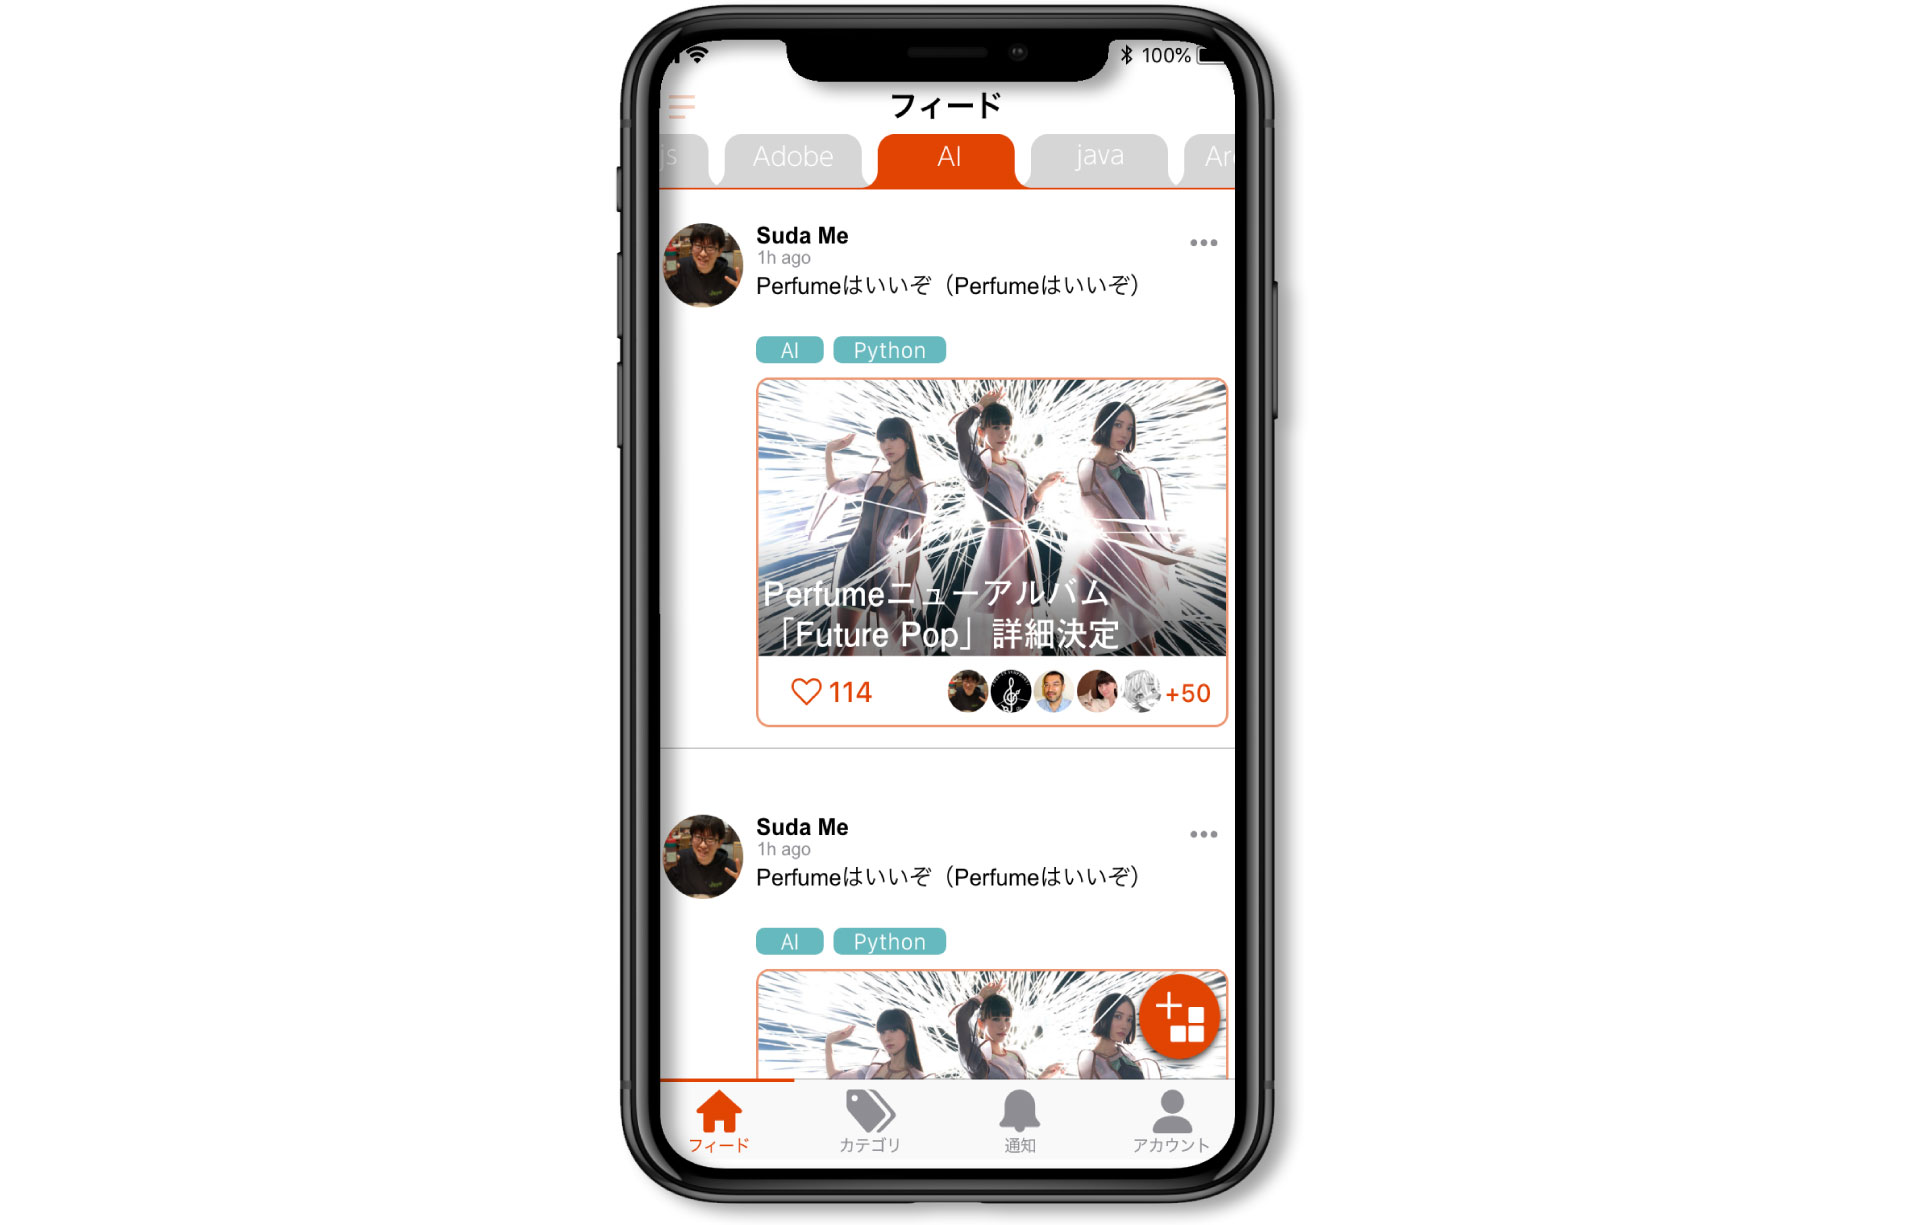 100%
フィード
js Adobe AI java Ar
Suda Me
1h ago
Perfumeはいいぞ（Perfumeはいいぞ）
AI Python
Perfumeニューアルバム
「Future Pop」詳細決定
114 +50
Suda Me
1h ago
Perfumeはいいぞ（Perfumeはいいぞ）
AI Python
フィード カテゴリ 通知 アカウント